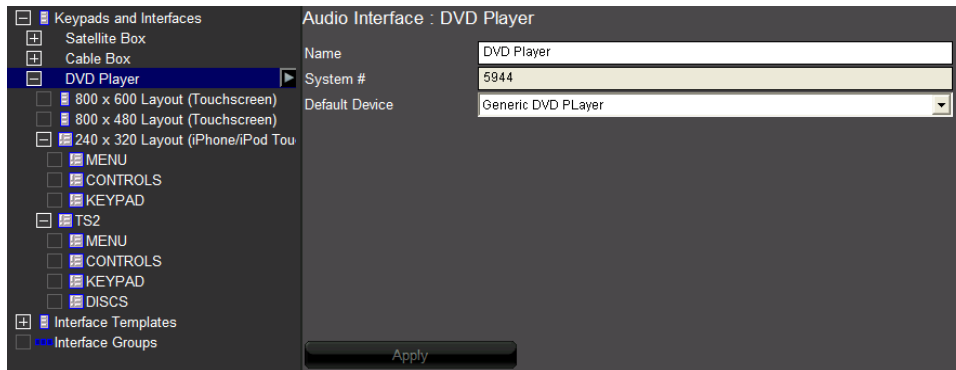 Keypads and Interfaces
Satellite Box
Cable Box
DVD Player
800 x 600 Layout (Touchscreen)
800 x 480 Layout (Touchscreen)
240 x 320 Layout (iPhone/iPod Tou
MENU
CONTROLS
KEYPAD
TS2
MENU
CONTROLS
KEYPAD
DISCS
Interface Templates
Interface Groups
Audio Interface : DVD Player
Name DVD Player
System # 5944
Default Device Generic DVD PLayer
Apply